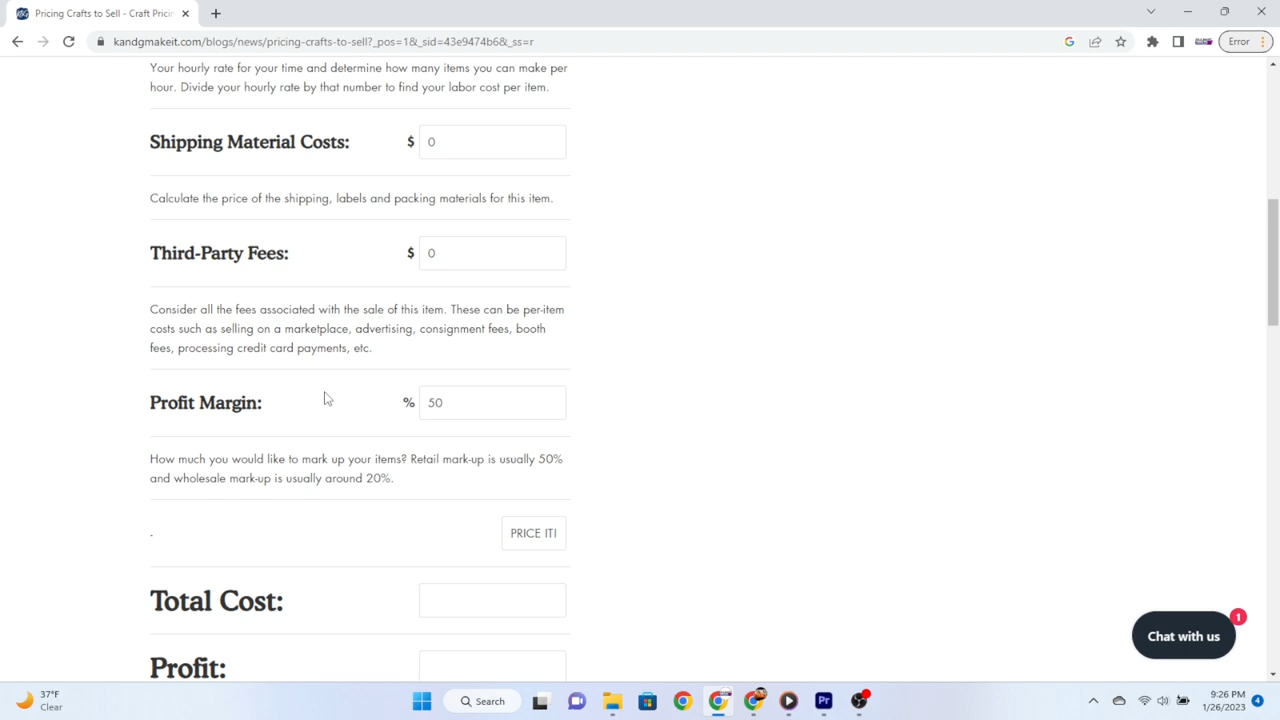 Pricing Crafts to Sell - Craft Pricin
kandgmakeit.com/blogs/news/pricing-crafts-to-sell?_pos=1&_sid=43e9474b6&_ss=r
Error
Your hourly rate for your time and determine how many items you can make per
hour. Divide your hourly rate by that number to find your labor cost per item.
Shipping Material Costs: $ 0
Calculate the price of the shipping, labels and packing materials for this item.
Third-Party Fees: $ 0
Consider all the fees associated with the sale of this item. These can be per-item
costs such as selling on a marketplace, advertising, consignment fees, booth
fees, processing credit card payments, etc.
Profit Margin: % 50
How much you would like to mark up your items? Retail mark-up is usually 50%
and wholesale mark-up is usually around 20%.
- PRICE IT!
Total Cost:
Profit:
1
Chat with us
37°F
Clear
Search
Pr
9:26 PM
1/26/2023
4